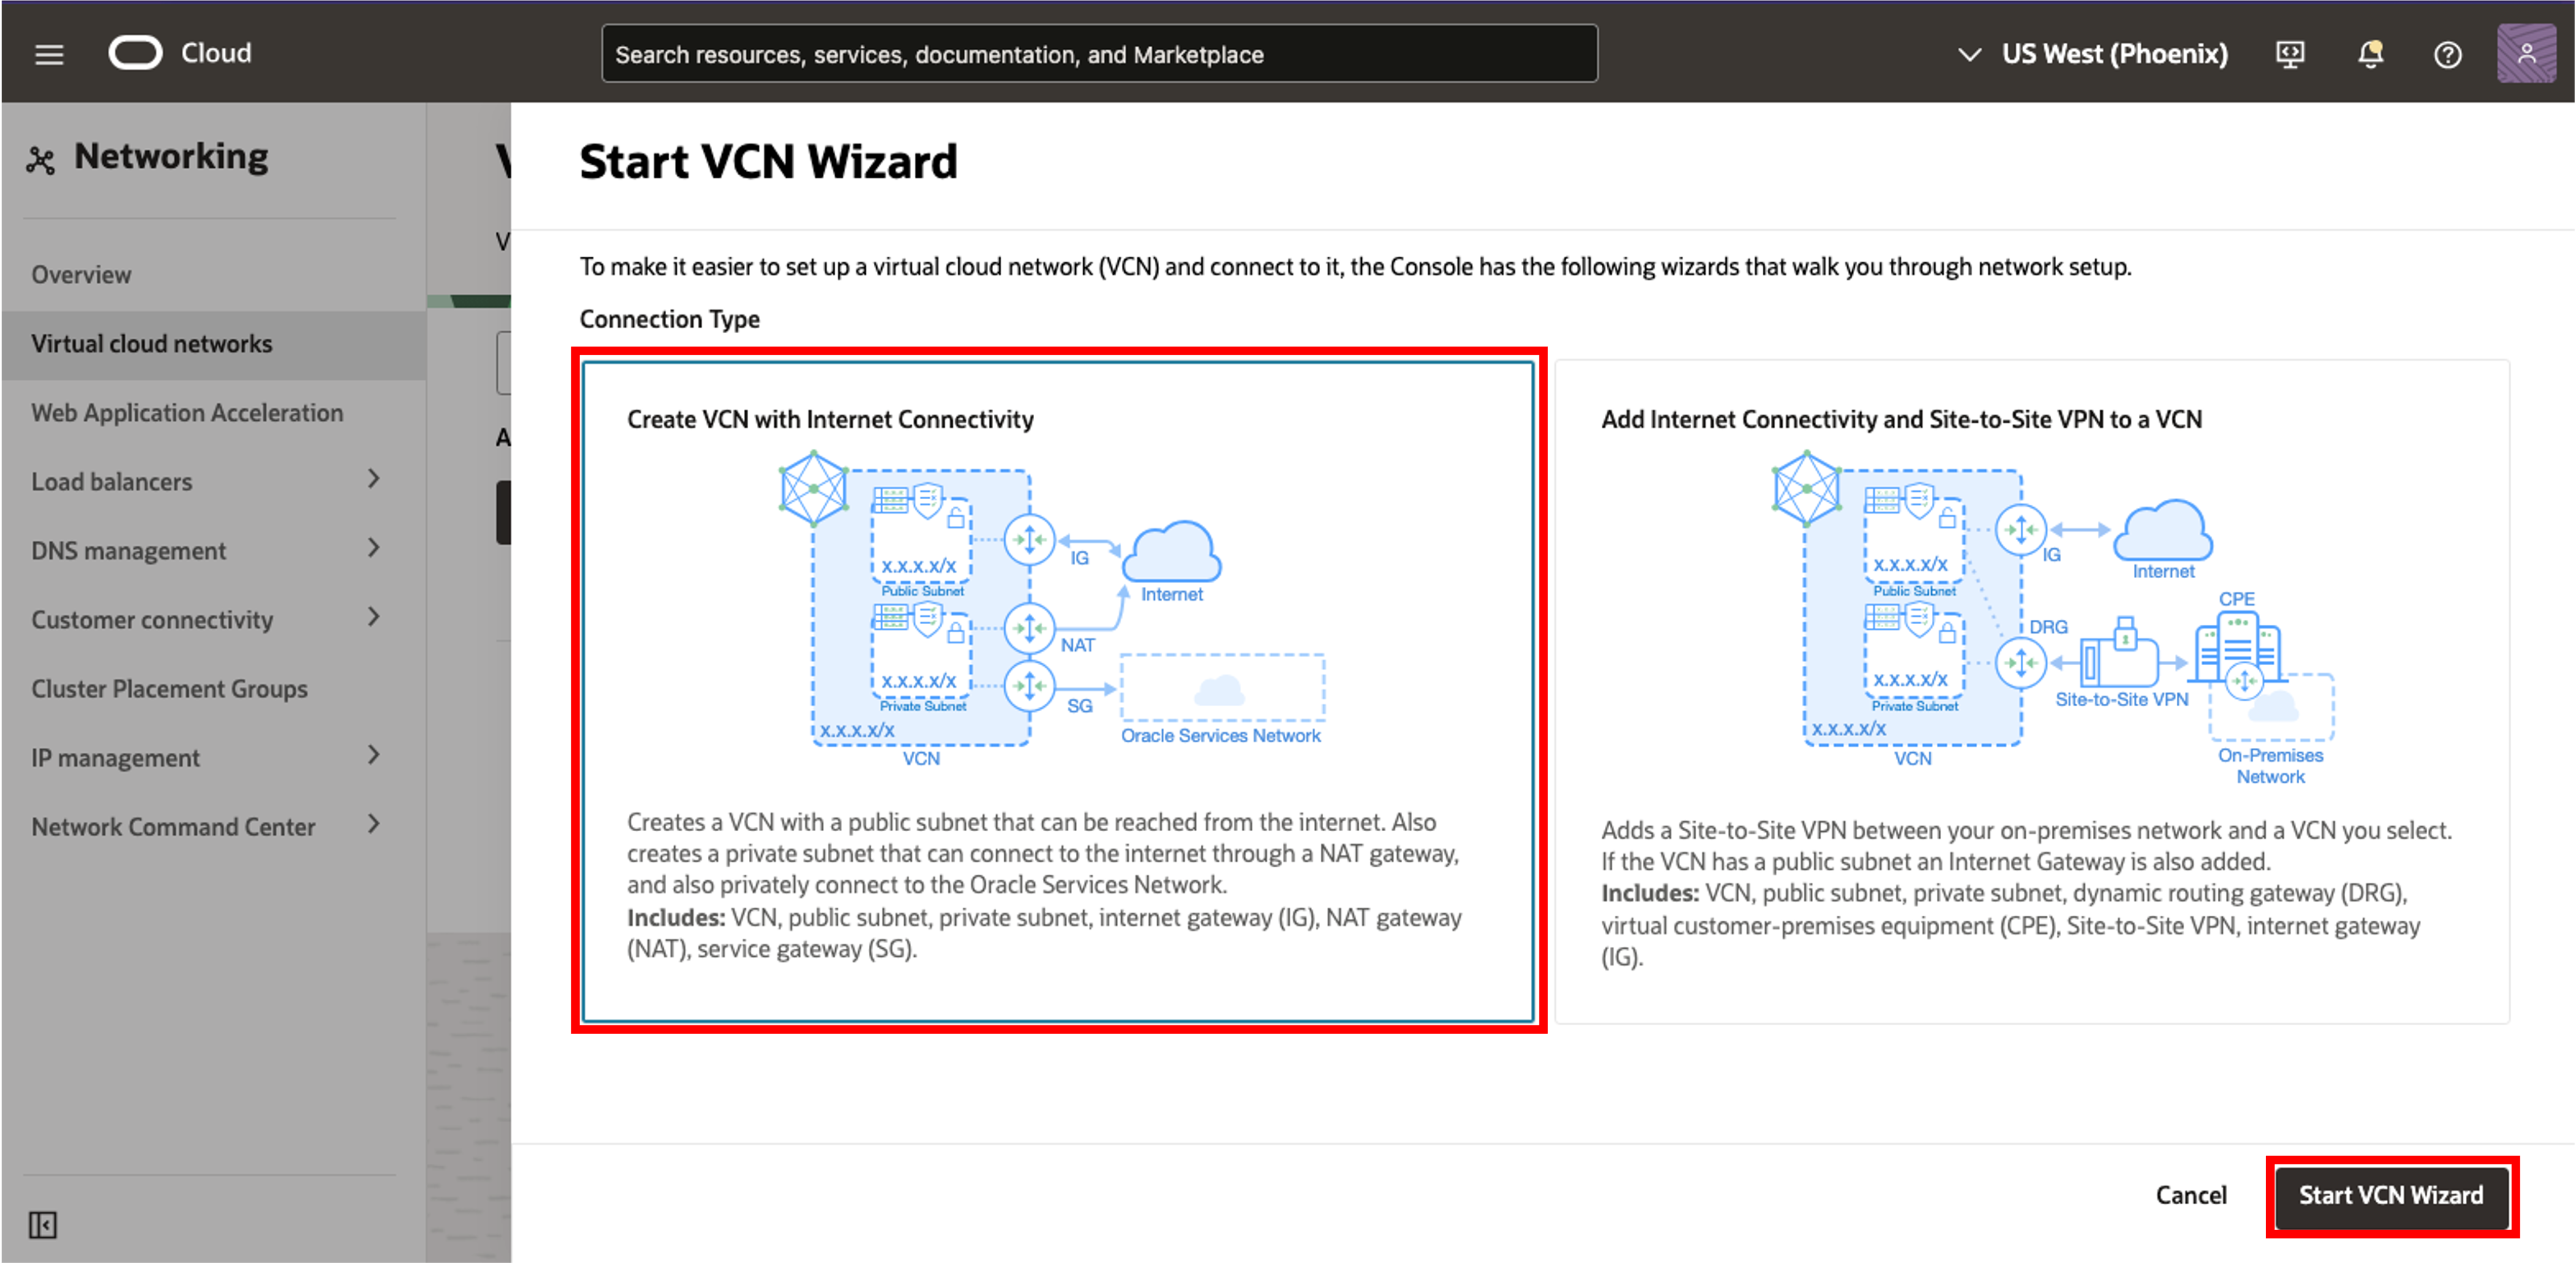 Cloud
Search resources, services, documentation, and Marketplace
US West (Phoenix)
Networking
Overview
Virtual cloud networks
Web Application Acceleration
Load balancers
DNS management
Customer connectivity
Cluster Placement Groups
IP management
Network Command Center
Start VCN Wizard
To make it easier to set up a virtual cloud network (VCN) and connect to it, the Console has the following wizards that walk you through network setup.
Connection Type
Create VCN with Internet Connectivity
x.x.x.x/x
Public Subnet
IG
Internet
NAT
x.x.x.x/x
Private Subnet
SG
x.x.x.x/x
Oracle Services Network
VCN
Creates a VCN with a public subnet that can be reached from the internet. Also
creates a private subnet that can connect to the internet through a NAT gateway,
and also privately connect to the Oracle Services Network.
Includes: VCN, public subnet, private subnet, internet gateway (IG), NAT gateway
(NAT), service gateway (SG).
Add Internet Connectivity and Site-to-Site VPN to a VCN
x.x.x.x/x
Public Subnet
IG
Internet
CPE
DRG
x.x.x.x/x
Private Subnet
Site-to-Site VPN
x.x.x.x/x
VCN
On-Premises
Network
Adds a Site-to-Site VPN between your on-premises network and a VCN you select.
If the VCN has a public subnet an Internet Gateway is also added.
Includes: VCN, public subnet, private subnet, dynamic routing gateway (DRG),
virtual customer-premises equipment (CPE), Site-to-Site VPN, internet gateway
(IG).
Cancel
Start VCN Wizard